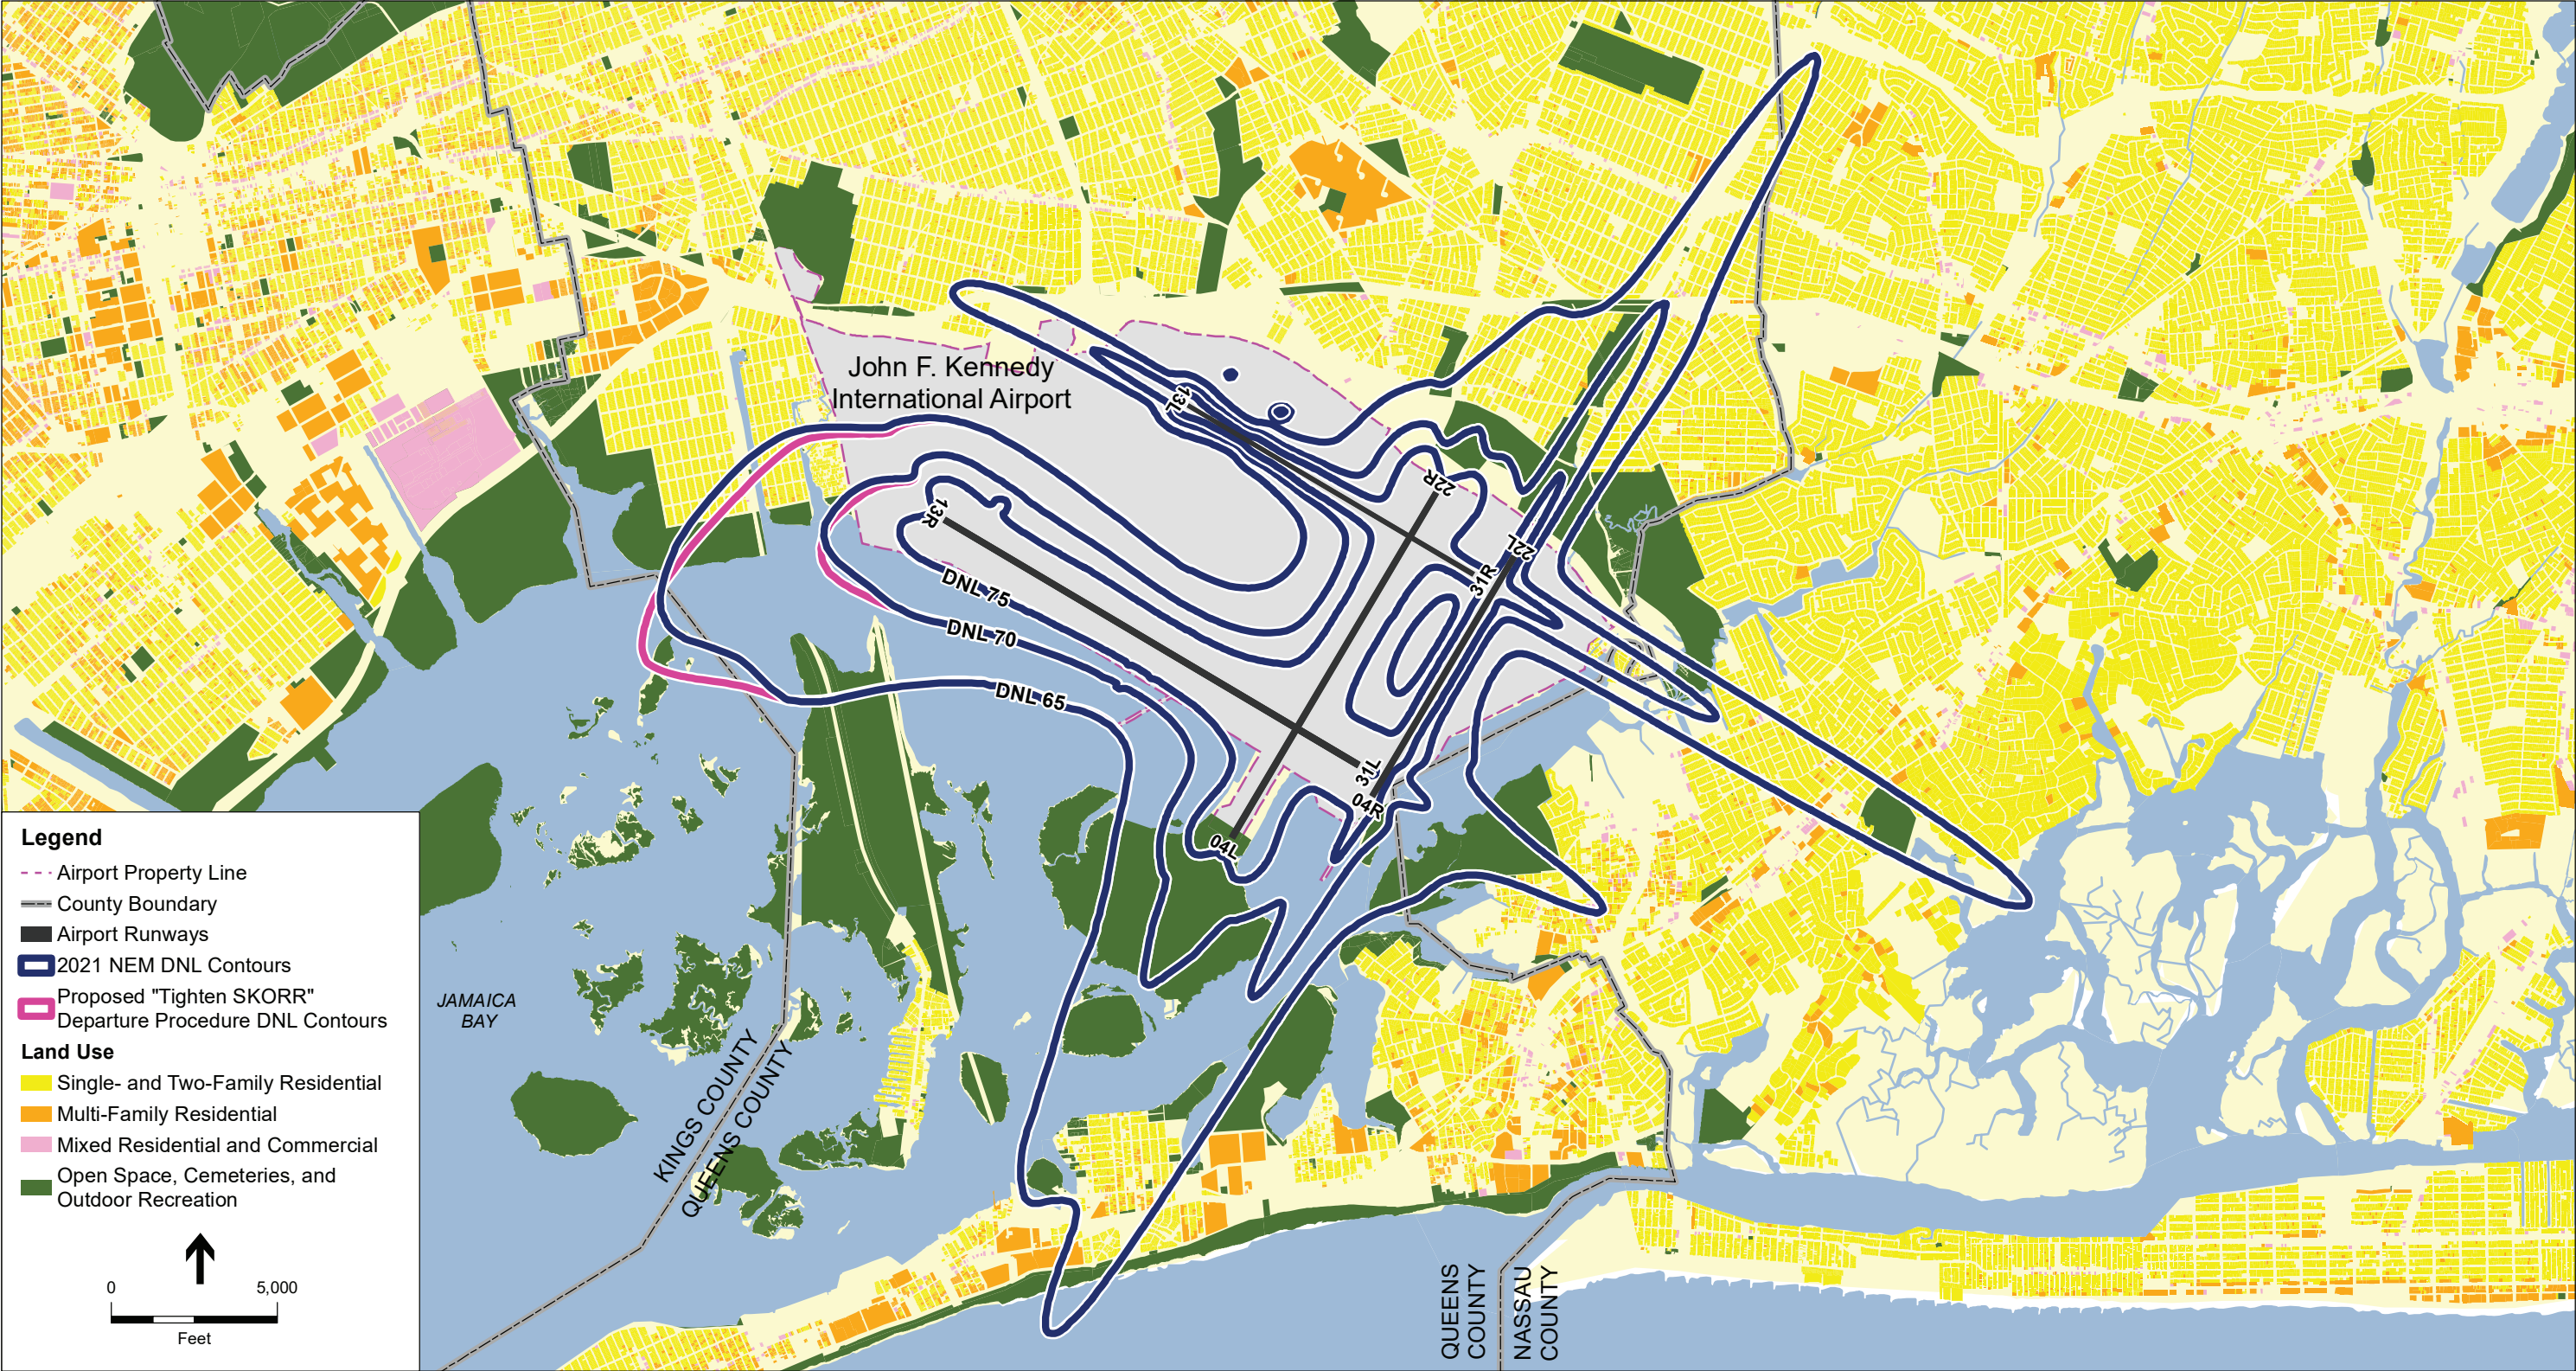 John F. Kennedy
International Airport
13L
22R
13R
22L
31R
DNL 75
DNL 70
DNL 65
31L
04R
04L
JAMAICA
BAY
KINGS COUNTY
QUEENS COUNTY
QUEENS
COUNTY
NASSAU
COUNTY
Legend
Airport Property Line
County Boundary
Airport Runways
2021 NEM DNL Contours
Proposed "Tighten SKORR"
Departure Procedure DNL Contours
Land Use
Single- and Two-Family Residential
Multi-Family Residential
Mixed Residential and Commercial
Open Space, Cemeteries, and
Outdoor Recreation
0 5,000
Feet